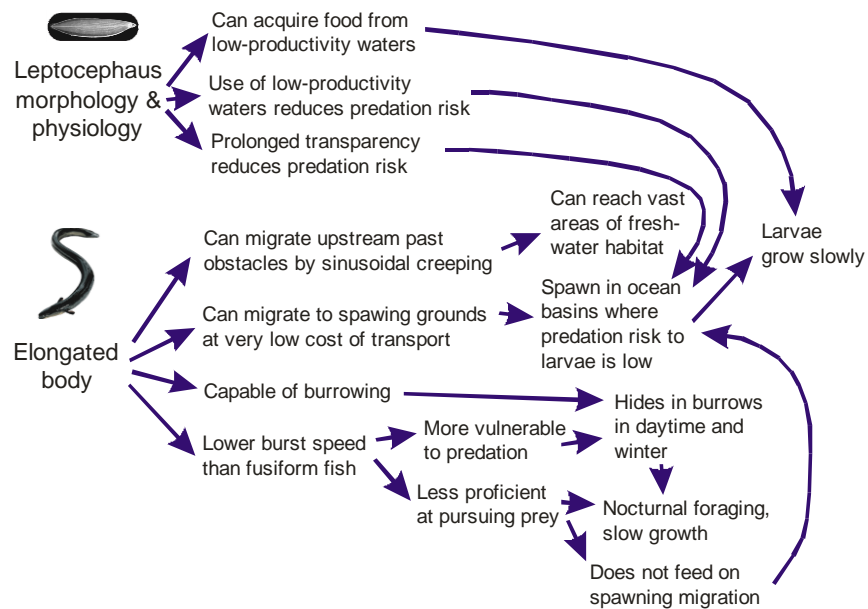 Can acquire food from
low-productivity waters
Leptocephaus
morphology &
physiology
Use of low-productivity
waters reduces predation risk
Prolonged transparency
reduces predation risk
Can reach vast
areas of fresh-
water habitat
Larvae
grow slowly
Can migrate upstream past
obstacles by sinusoidal creeping
Spawn in ocean
basins where
predation risk to
larvae is low
Can migrate to spawing grounds
at very low cost of transport
Elongated
body
Capable of burrowing
Hides in burrows
in daytime and
winter
Lower burst speed
than fusiform fish
More vulnerable
to predation
Less proficient
at pursuing prey
Nocturnal foraging,
slow growth
Does not feed on
spawning migration